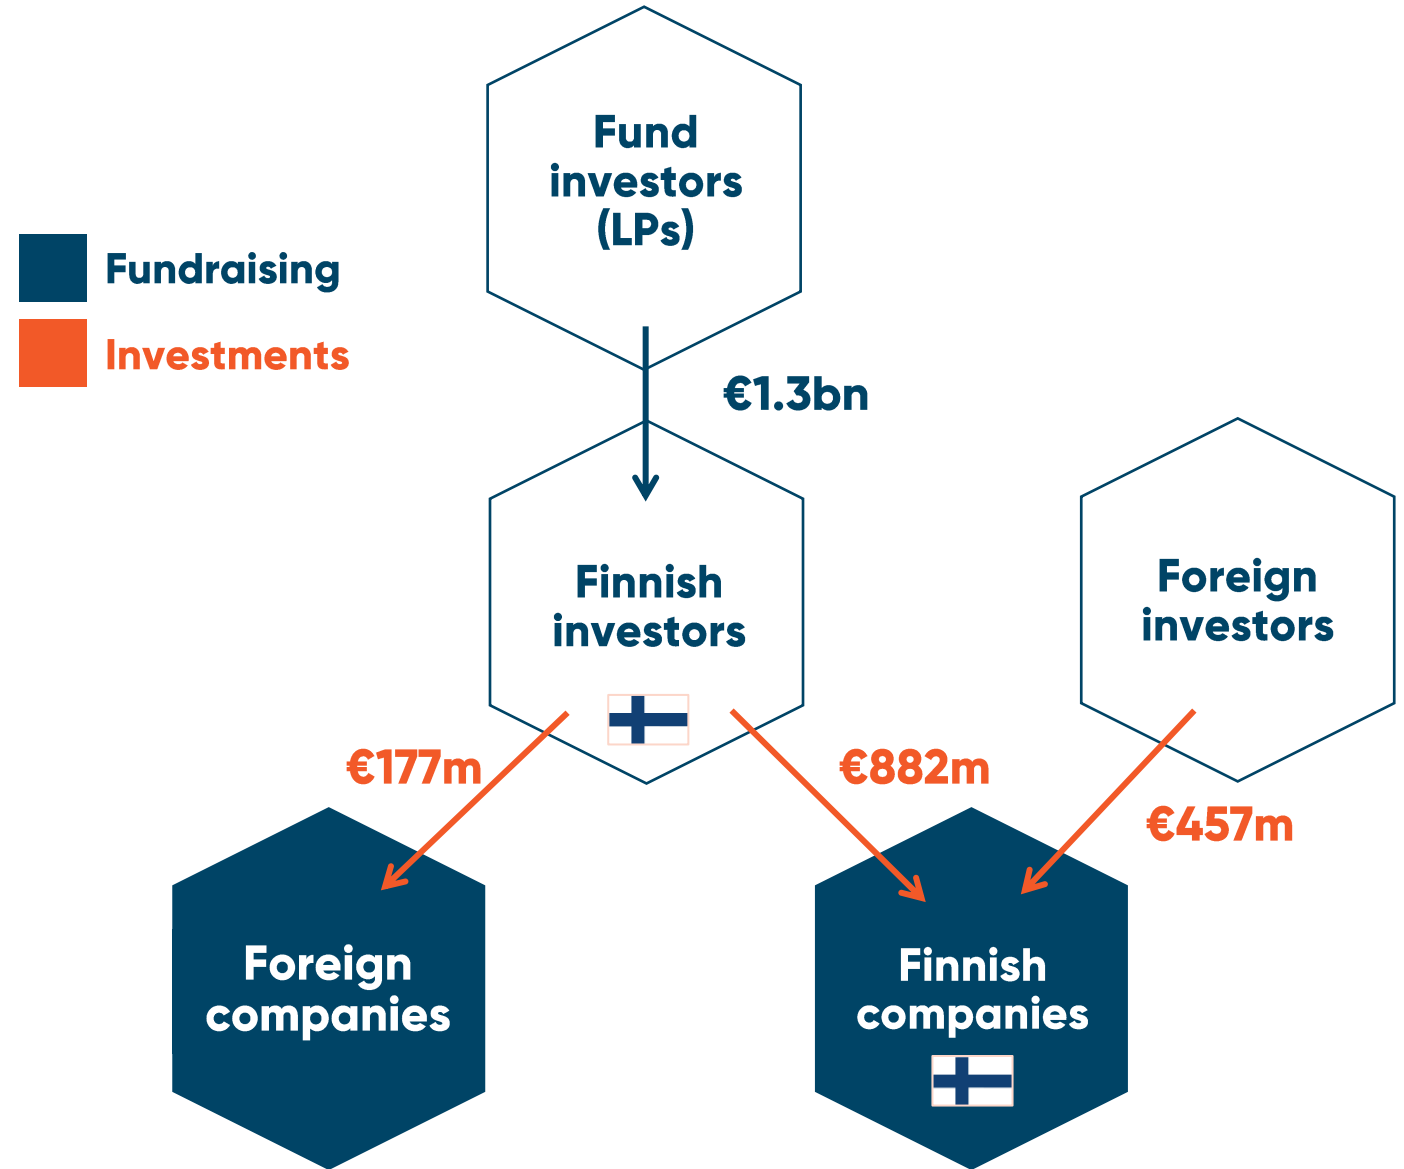 Fund
investors
(LPs)
Fundraising
Investments
€1.3bn
Finnish
investors
Foreign
investors
€177m
€882m
€457m
Foreign
companies
Finnish
companies